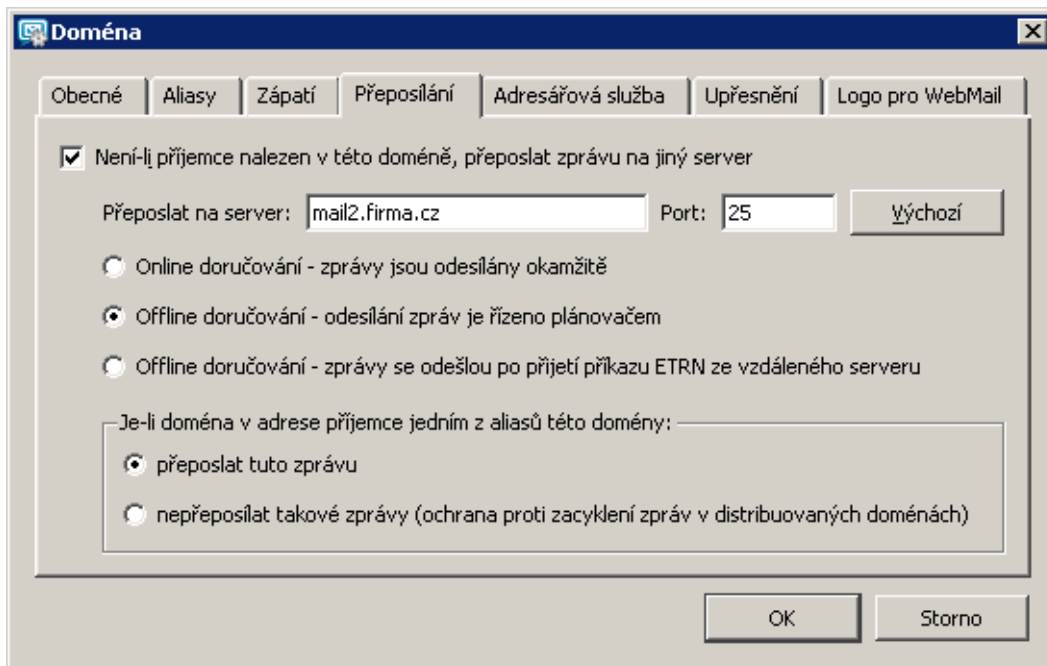 Doména
Obecné Aliasy Zápatí Přeposílání Adresářová služba Upřesnění Logo pro WebMail
Není-li příjemce nalezen v této doméně, přeposlat zprávu na jiný server
Přeposlat na server: mail2.firma.cz Port: 25 Výchozí
Online doručování - zprávy jsou odesílány okamžitě
Offline doručování - odesílání zpráv je řízeno plánovačem
Offline doručování - zprávy se odešlou po přijetí příkazu ETRN ze vzdáleného serveru
Je-li doména v adrese příjemce jedním z aliasů této domény:
přeposlat tuto zprávu
nepřeposílat takové zprávy (ochrana proti zacyklení zpráv v distribuovaných doménách)
OK Storno